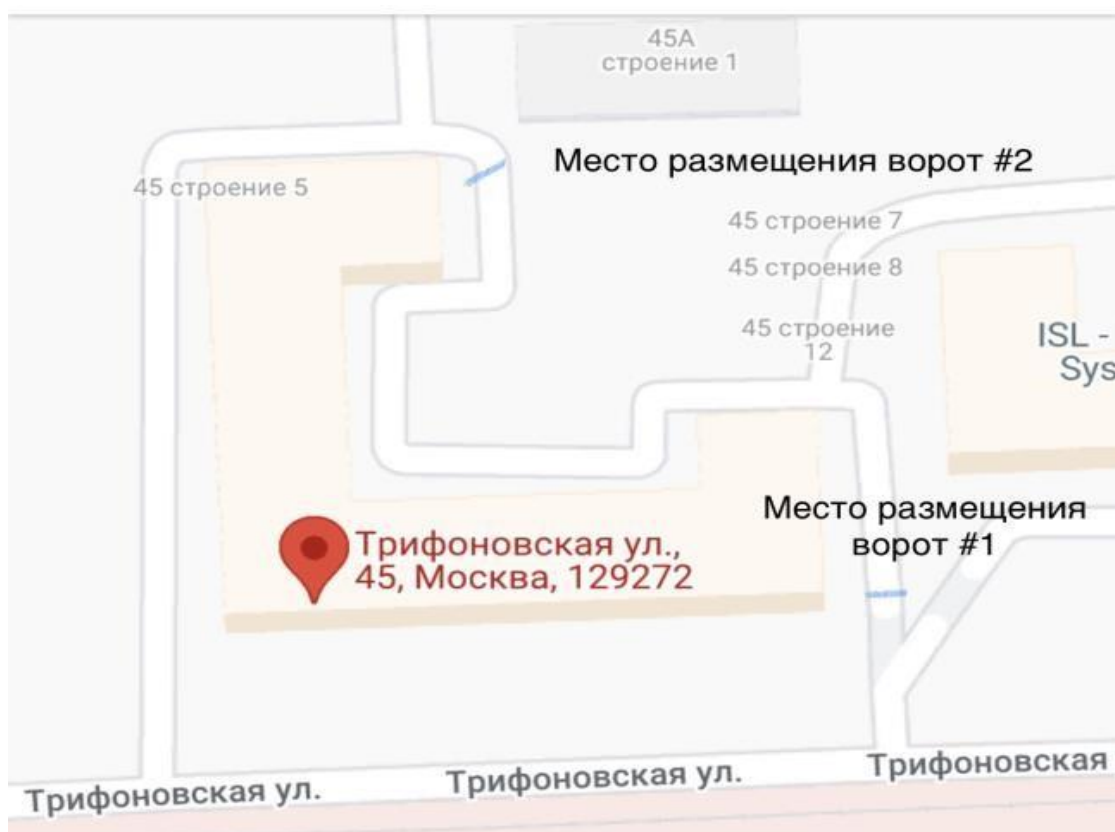 45А
строение 1
Место размещения ворот #2
45 строение 5
45 строение 7
45 строение 8
45 строение
12
ISL -
Sys
Место размещения
ворот #1
Трифоновская ул.,
45, Москва, 129272
Трифоновская ул.
Трифоновская ул.
Трифоновская